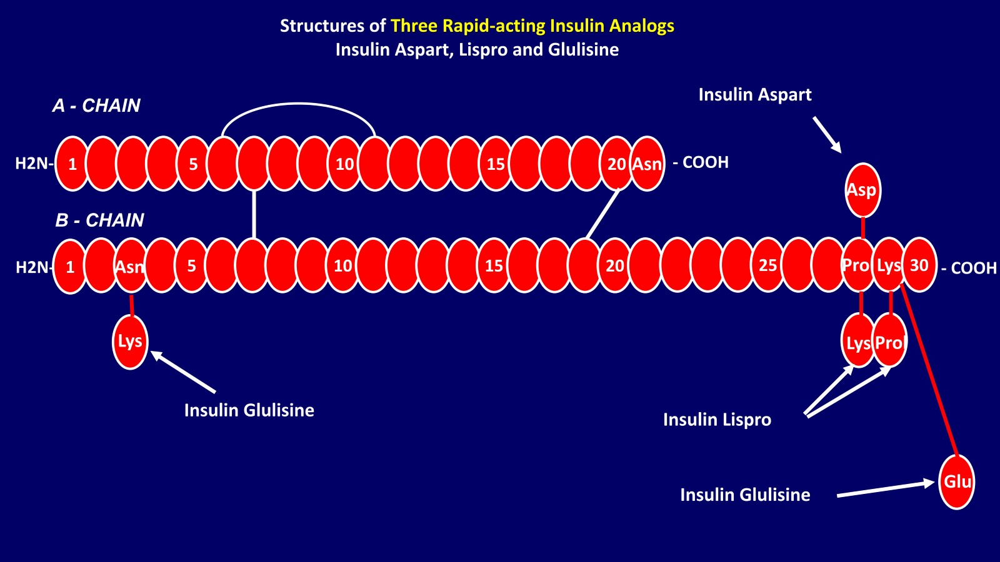 Structures of Three Rapid-acting Insulin Analogs
Insulin Aspart, Lispro and Glulisine
Insulin Aspart
A - CHAIN
H2N- 1 5 10 15 20 Asn - COOH
Asp
B - CHAIN
H2N- 1 Asn 5 10 15 20 25 Pro Lys 30 - COOH
Lys Lys Pro
Insulin Glulisine
Insulin Lispro
Glu
Insulin Glulisine